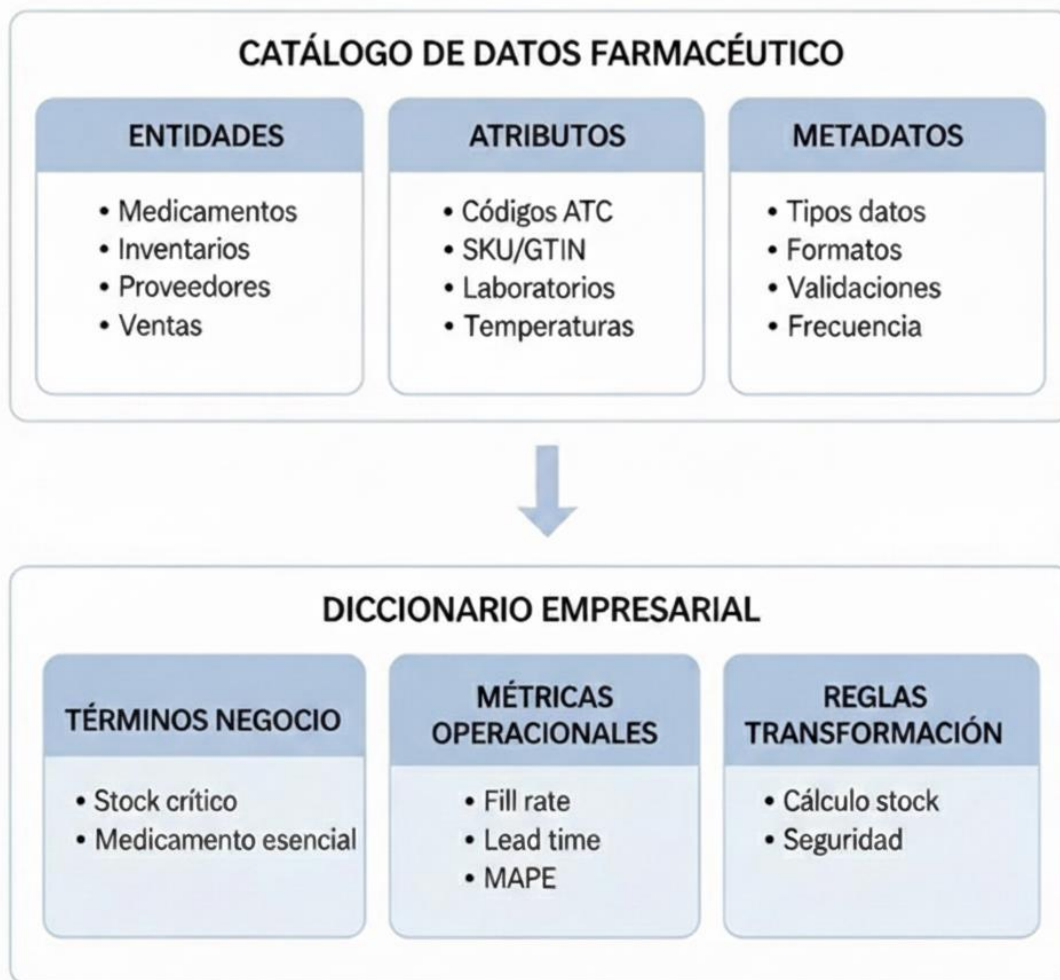 CATÁLOGO DE DATOS FARMACÉUTICO
ENTIDADES
• Medicamentos
• Inventarios
• Proveedores
• Ventas
ATRIBUTOS
• Códigos ATC
• SKU/GTIN
• Laboratorios
• Temperaturas
METADATOS
• Tipos datos
• Formatos
• Validaciones
• Frecuencia
DICCIONARIO EMPRESARIAL
TÉRMINOS NEGOCIO
• Stock crítico
• Medicamento esencial
MÉTRICAS
OPERACIONALES
• Fill rate
• Lead time
• MAPE
REGLAS
TRANSFORMACIÓN
• Cálculo stock
• Seguridad